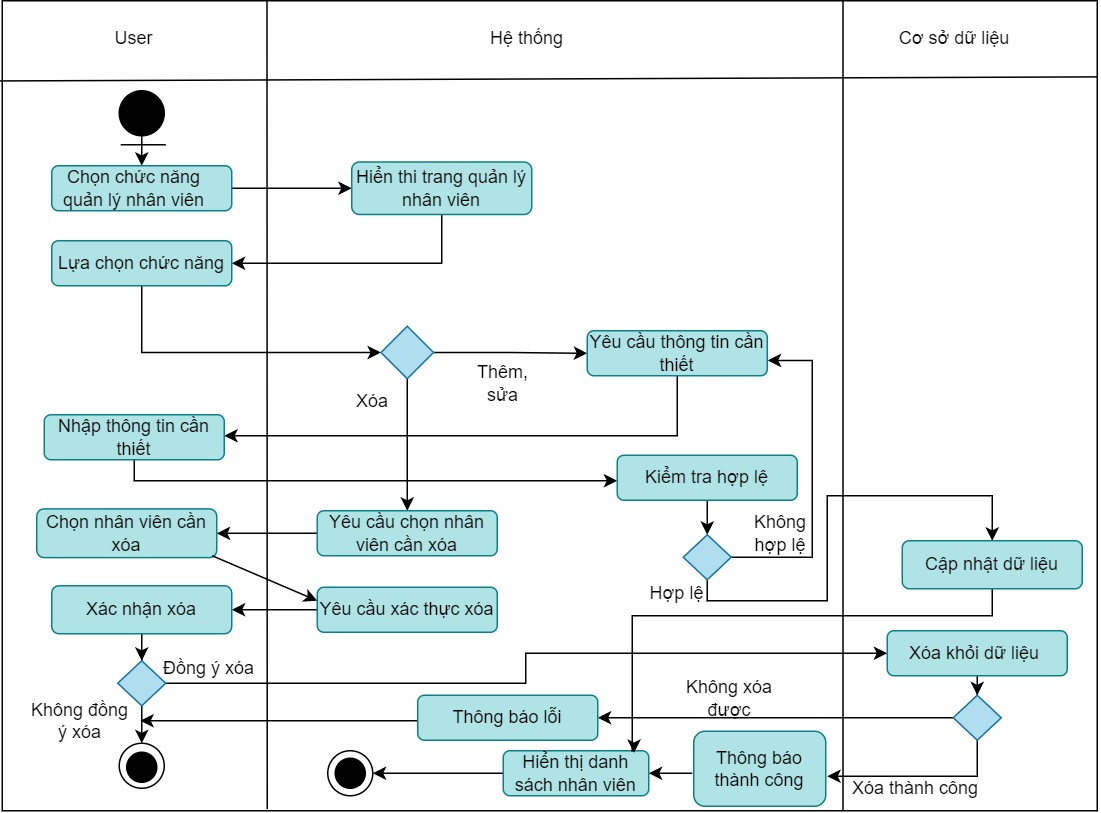 User
Hệ thống
Cơ sở dữ liệu
Chọn chức năng
quản lý nhân viên
Hiển thi trang quản lý
nhân viên
Lựa chọn chức năng
Yêu cầu thông tin cần
thiết
Thêm,
sửa
Xóa
Nhập thông tin cần
thiết
Kiểm tra hợp lệ
Không
hợp lệ
Chọn nhân viên cần
xóa
Yêu cầu chọn nhân
viên cần xóa
Cập nhật dữ liệu
Hợp lệ
Xác nhận xóa
Yêu cầu xác thực xóa
Xóa khỏi dữ liệu
Đồng ý xóa
Không đồng
ý xóa
Thông báo lỗi
Không xóa
được
Hiển thị danh
sách nhân viên
Thông báo
thành công
Xóa thành công